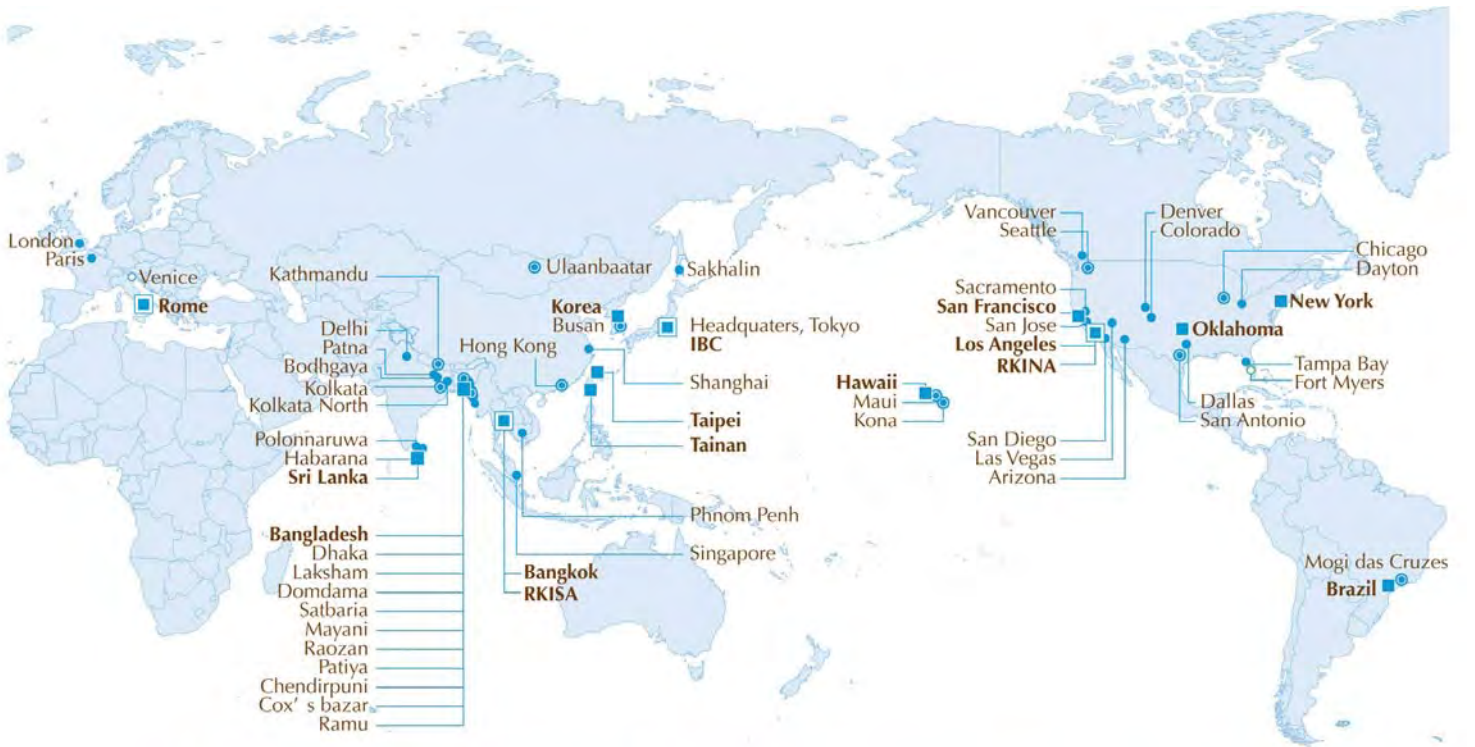 London
Paris
Venice
Rome
Kathmandu
Delhi
Patna
Bodhgaya
Kolkata
Kolkata North
Polonnaruwa
Habarana
Sri Lanka
Bangladesh
Dhaka
Laksham
Domdama
Satbaria
Mayani
Raozan
Patiya
Chendirpuni
Cox’ s bazar
Ramu
Ulaanbaatar
Sakhalin
Korea
Busan
Headquaters, Tokyo
IBC
Hong Kong
Shanghai
Taipei
Tainan
Phnom Penh
Singapore
Bangkok
RKISA
Hawaii
Maui
Kona
Vancouver
Seattle
Denver
Colorado
Chicago
Dayton
Sacramento
San Francisco
San Jose
Los Angeles
RKINA
New York
Oklahoma
Tampa Bay
Fort Myers
Dallas
San Antonio
San Diego
Las Vegas
Arizona
Mogi das Cruzes
Brazil